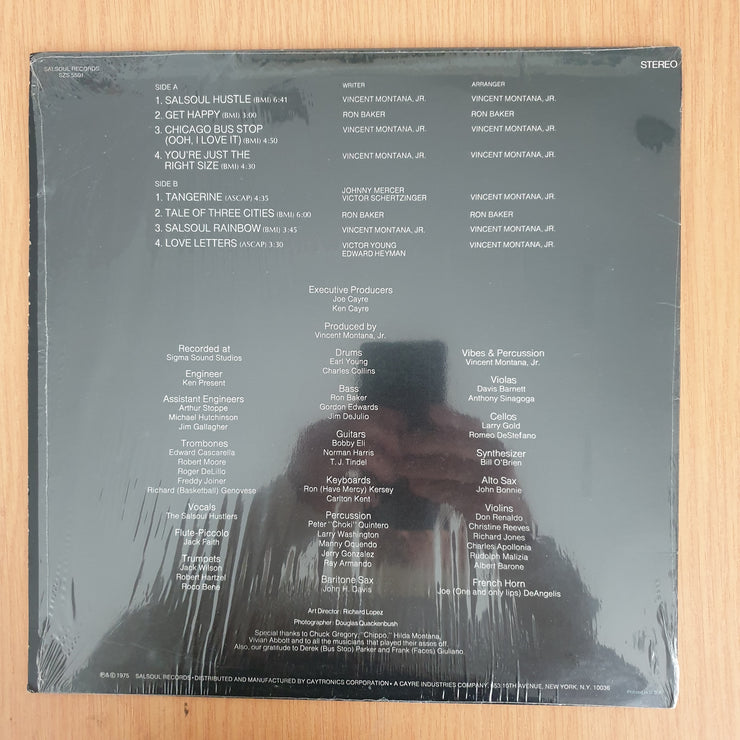 SALSOUL RECORDS
SZS 5501
STEREO
SIDE A WRITER ARRANGER
1. SALSOUL HUSTLE (BMI) 6:41 VINCENT MONTANA, JR. VINCENT MONTANA, JR.
2. GET HAPPY (BMI) 3:00 RON BAKER RON BAKER
3. CHICAGO BUS STOP VINCENT MONTANA, JR. VINCENT MONTANA, JR.
(OOH, I LOVE IT) (BMI) 4:50
4. YOU'RE JUST THE VINCENT MONTANA, JR. VINCENT MONTANA, JR.
RIGHT SIZE (BMI) 4:30
SIDE B
1. TANGERINE (ASCAP) 4:35 JOHNNY MERCER VINCENT MONTANA, JR.
VICTOR SCHERTZINGER
2. TALE OF THREE CITIES (BMI) 6:00 RON BAKER RON BAKER
3. SALSOUL RAINBOW (BMI) 3:45 VINCENT MONTANA, JR. VINCENT MONTANA, JR.
4. LOVE LETTERS (ASCAP) 3:30 VICTOR YOUNG VINCENT MONTANA, JR.
EDWARD HEYMAN
Executive Producers
Joe Cayre
Ken Cayre
Produced by
Vincent Montana, Jr.
Recorded at
Sigma Sound Studios
Engineer
Ken Present
Assistant Engineers
Arthur Stoppe
Michael Hutchinson
Jim Gallagher
Trombones
Edward Cascarella
Robert Moore
Roger DeLillo
Freddy Joiner
Richard (Basketball) Genovese
Vocals
The Salsoul Hustlers
Flute-Piccolo
Jack Faith
Trumpets
Jack Wilson
Robert Hartzel
Roco Bene
Drums
Earl Young
Charles Collins
Bass
Ron Baker
Gordon Edwards
Jim DeJulio
Guitars
Bobby Eli
Norman Harris
T. J. Tindel
Keyboards
Ron (Have Mercy) Kersey
Carlton Kent
Percussion
Peter "Choki" Quintero
Larry Washington
Manny Oquendo
Jerry Gonzalez
Ray Armando
Baritone Sax
John H. Davis
Vibes & Percussion
Vincent Montana, Jr.
Violas
Davis Barnett
Anthony Sinagoga
Cellos
Larry Gold
Romeo DeStefano
Synthesizer
Bill O'Brien
Alto Sax
John Bonnie
Violins
Don Renaldo
Christine Reeves
Richard Jones
Charles Apollonia
Rudolph Malizia
Albert Barone
French Horn
Joe (One and only lips) DeAngelis
Art Director: Richard Lopez
Photographer: Douglas Quackenbush
Special thanks to Chuck Gregory, "Chippo," Hilda Montana,
Vivian Abbott and to all the musicians that played their asses off.
Also, our gratitude to Derek (Bus Stop) Parker and Frank (Faces) Giuliano.
℗&© 1975 SALSOUL RECORDS • DISTRIBUTED AND MANUFACTURED BY CAYTRONICS CORPORATION • A CAYRE INDUSTRIES COMPANY, 353 10TH AVENUE, NEW YORK, N.Y. 10036